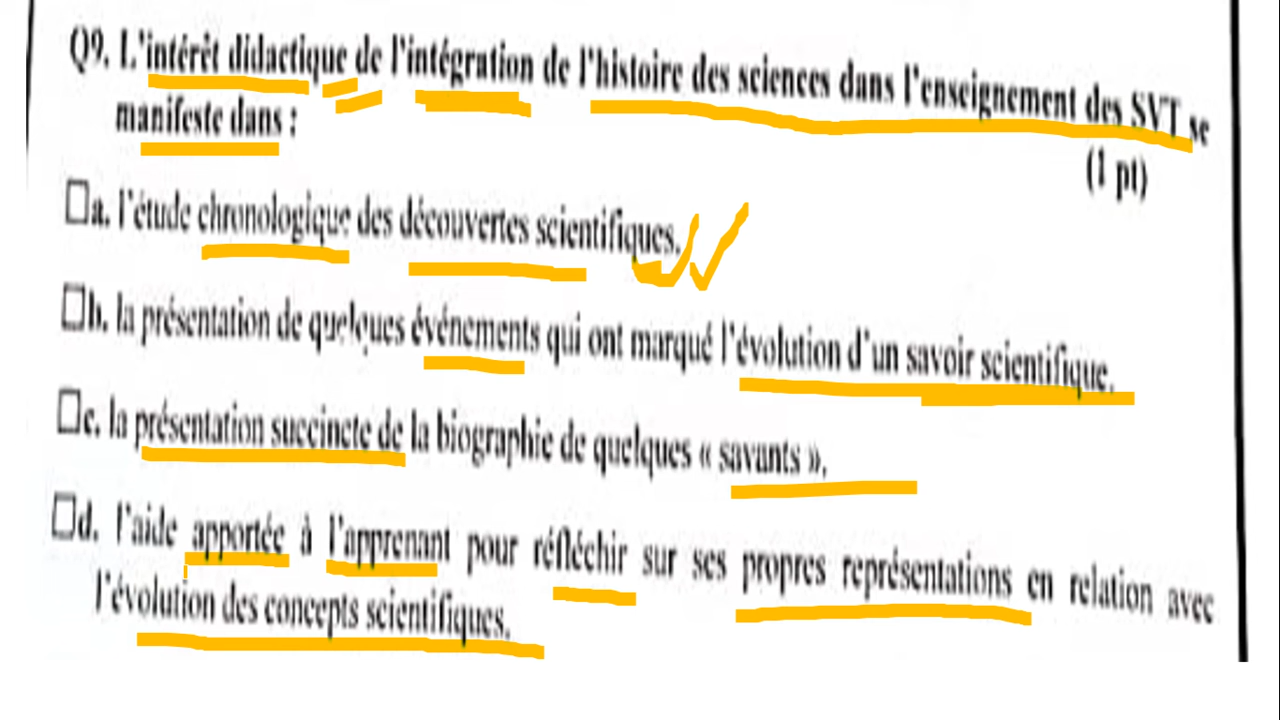 Q9. L'intérêt didactique de l'intégration de l'histoire des sciences dans l'enseignement des SVT se
manifeste dans :
(1 pt)
a. l'étude chronologique des découvertes scientifiques.
b. la présentation de quelques événements qui ont marqué l'évolution d'un savoir scientifique.
c. la présentation succincte de la biographie de quelques « savants ».
d. l'aide apportée à l'apprenant pour réfléchir sur ses propres représentations en relation avec
l'évolution des concepts scientifiques.